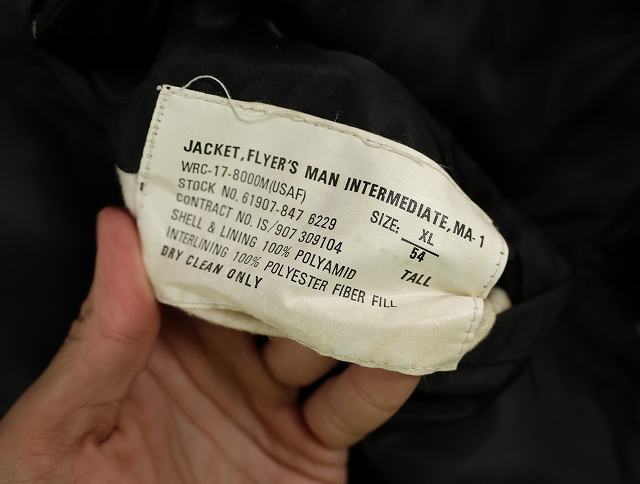 JACKET, FLYER'S MAN INTERMEDIATE, MA-1
WRC-17-8000M(USAF)
STOCK NO, 61907-847 6229
CONTRACT NO. IS/907 309104
SHELL & LINING 100% POLYAMID
INTERLINING 100% POLYESTER FIBER FILL
DRY CLEAN ONLY
SIZE: XL
54
TALL